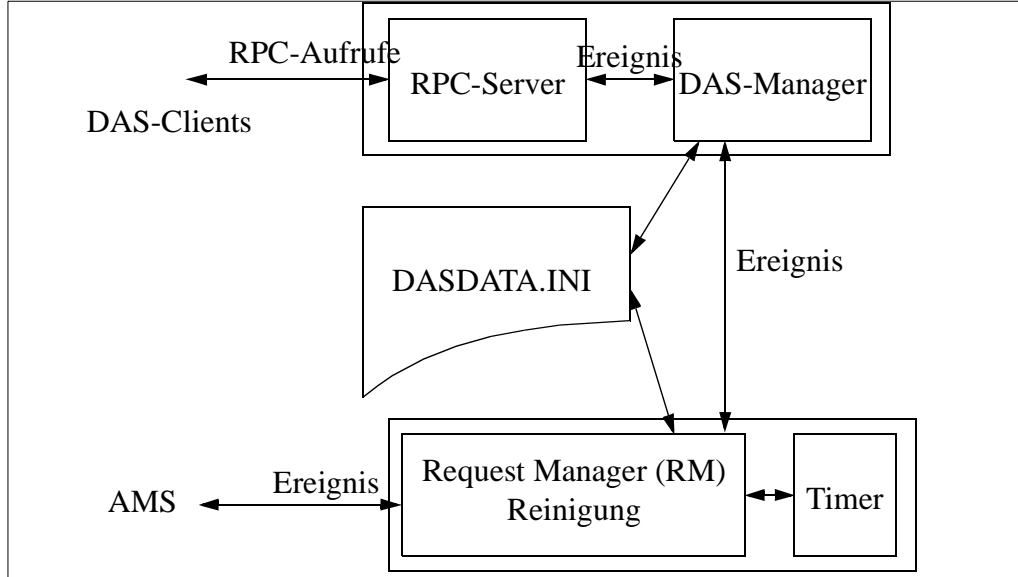 RPC-Aufrufe
Ereignis
RPC-Server
DAS-Manager
DAS-Clients
DASDATA.INI
Ereignis
Request Manager (RM)
Reinigung
Ereignis
AMS
Timer